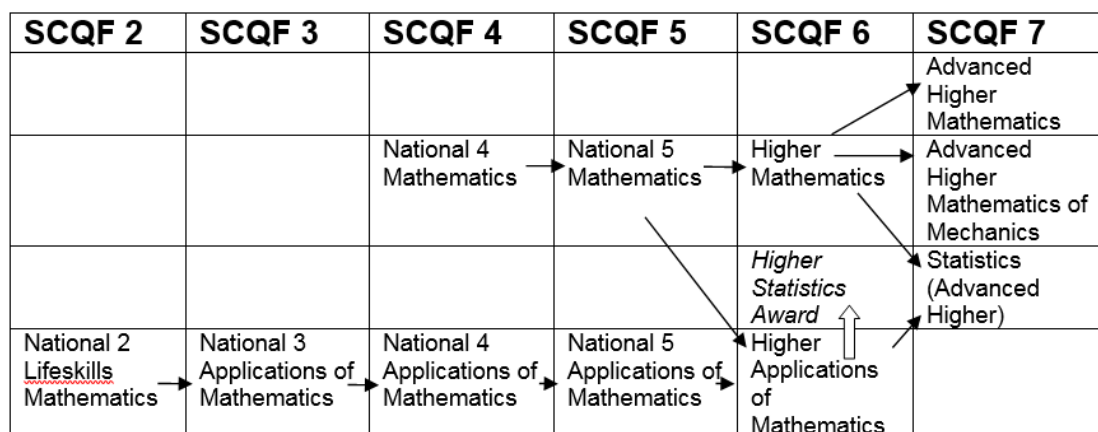 SCQF 2 SCQF 3 SCQF 4 SCQF 5 SCQF 6 SCQF 7
Advanced
Higher
Mathematics
National 4
Mathematics
National 5
Mathematics
Higher
Mathematics
Advanced
Higher
Mathematics of
Mechanics
Higher
Statistics
Award
Statistics
(Advanced
Higher)
National 2
Lifeskills
Mathematics
National 3
Applications of
Mathematics
National 4
Applications of
Mathematics
National 5
Applications of
Mathematics
Higher
Applications
of
Mathematics